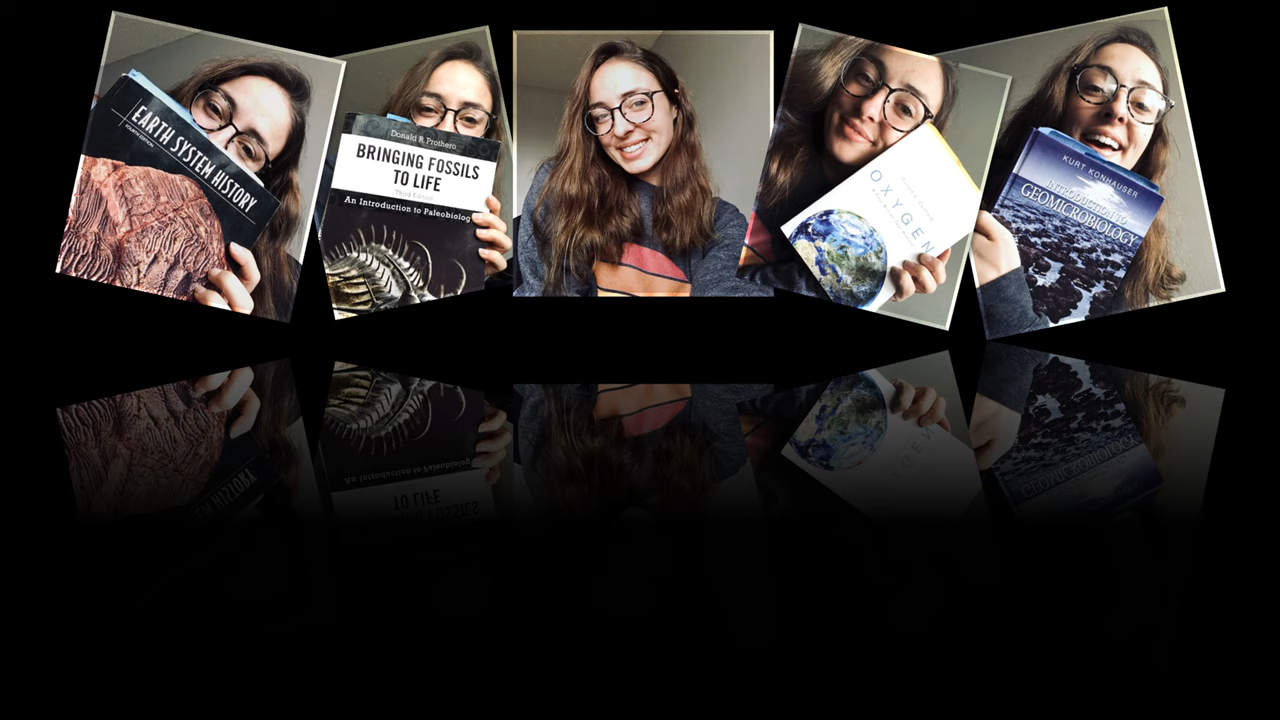 EARTH SYSTEM HISTORY
FOURTH EDITION
Donald R. Prothero
BRINGING FOSSILS
TO LIFE
Third Edition
An Introduction to Paleobiology
OXYGEN
KURT KONHAUSER
INTRODUCTION TO
GEOMICROBIOLOGY